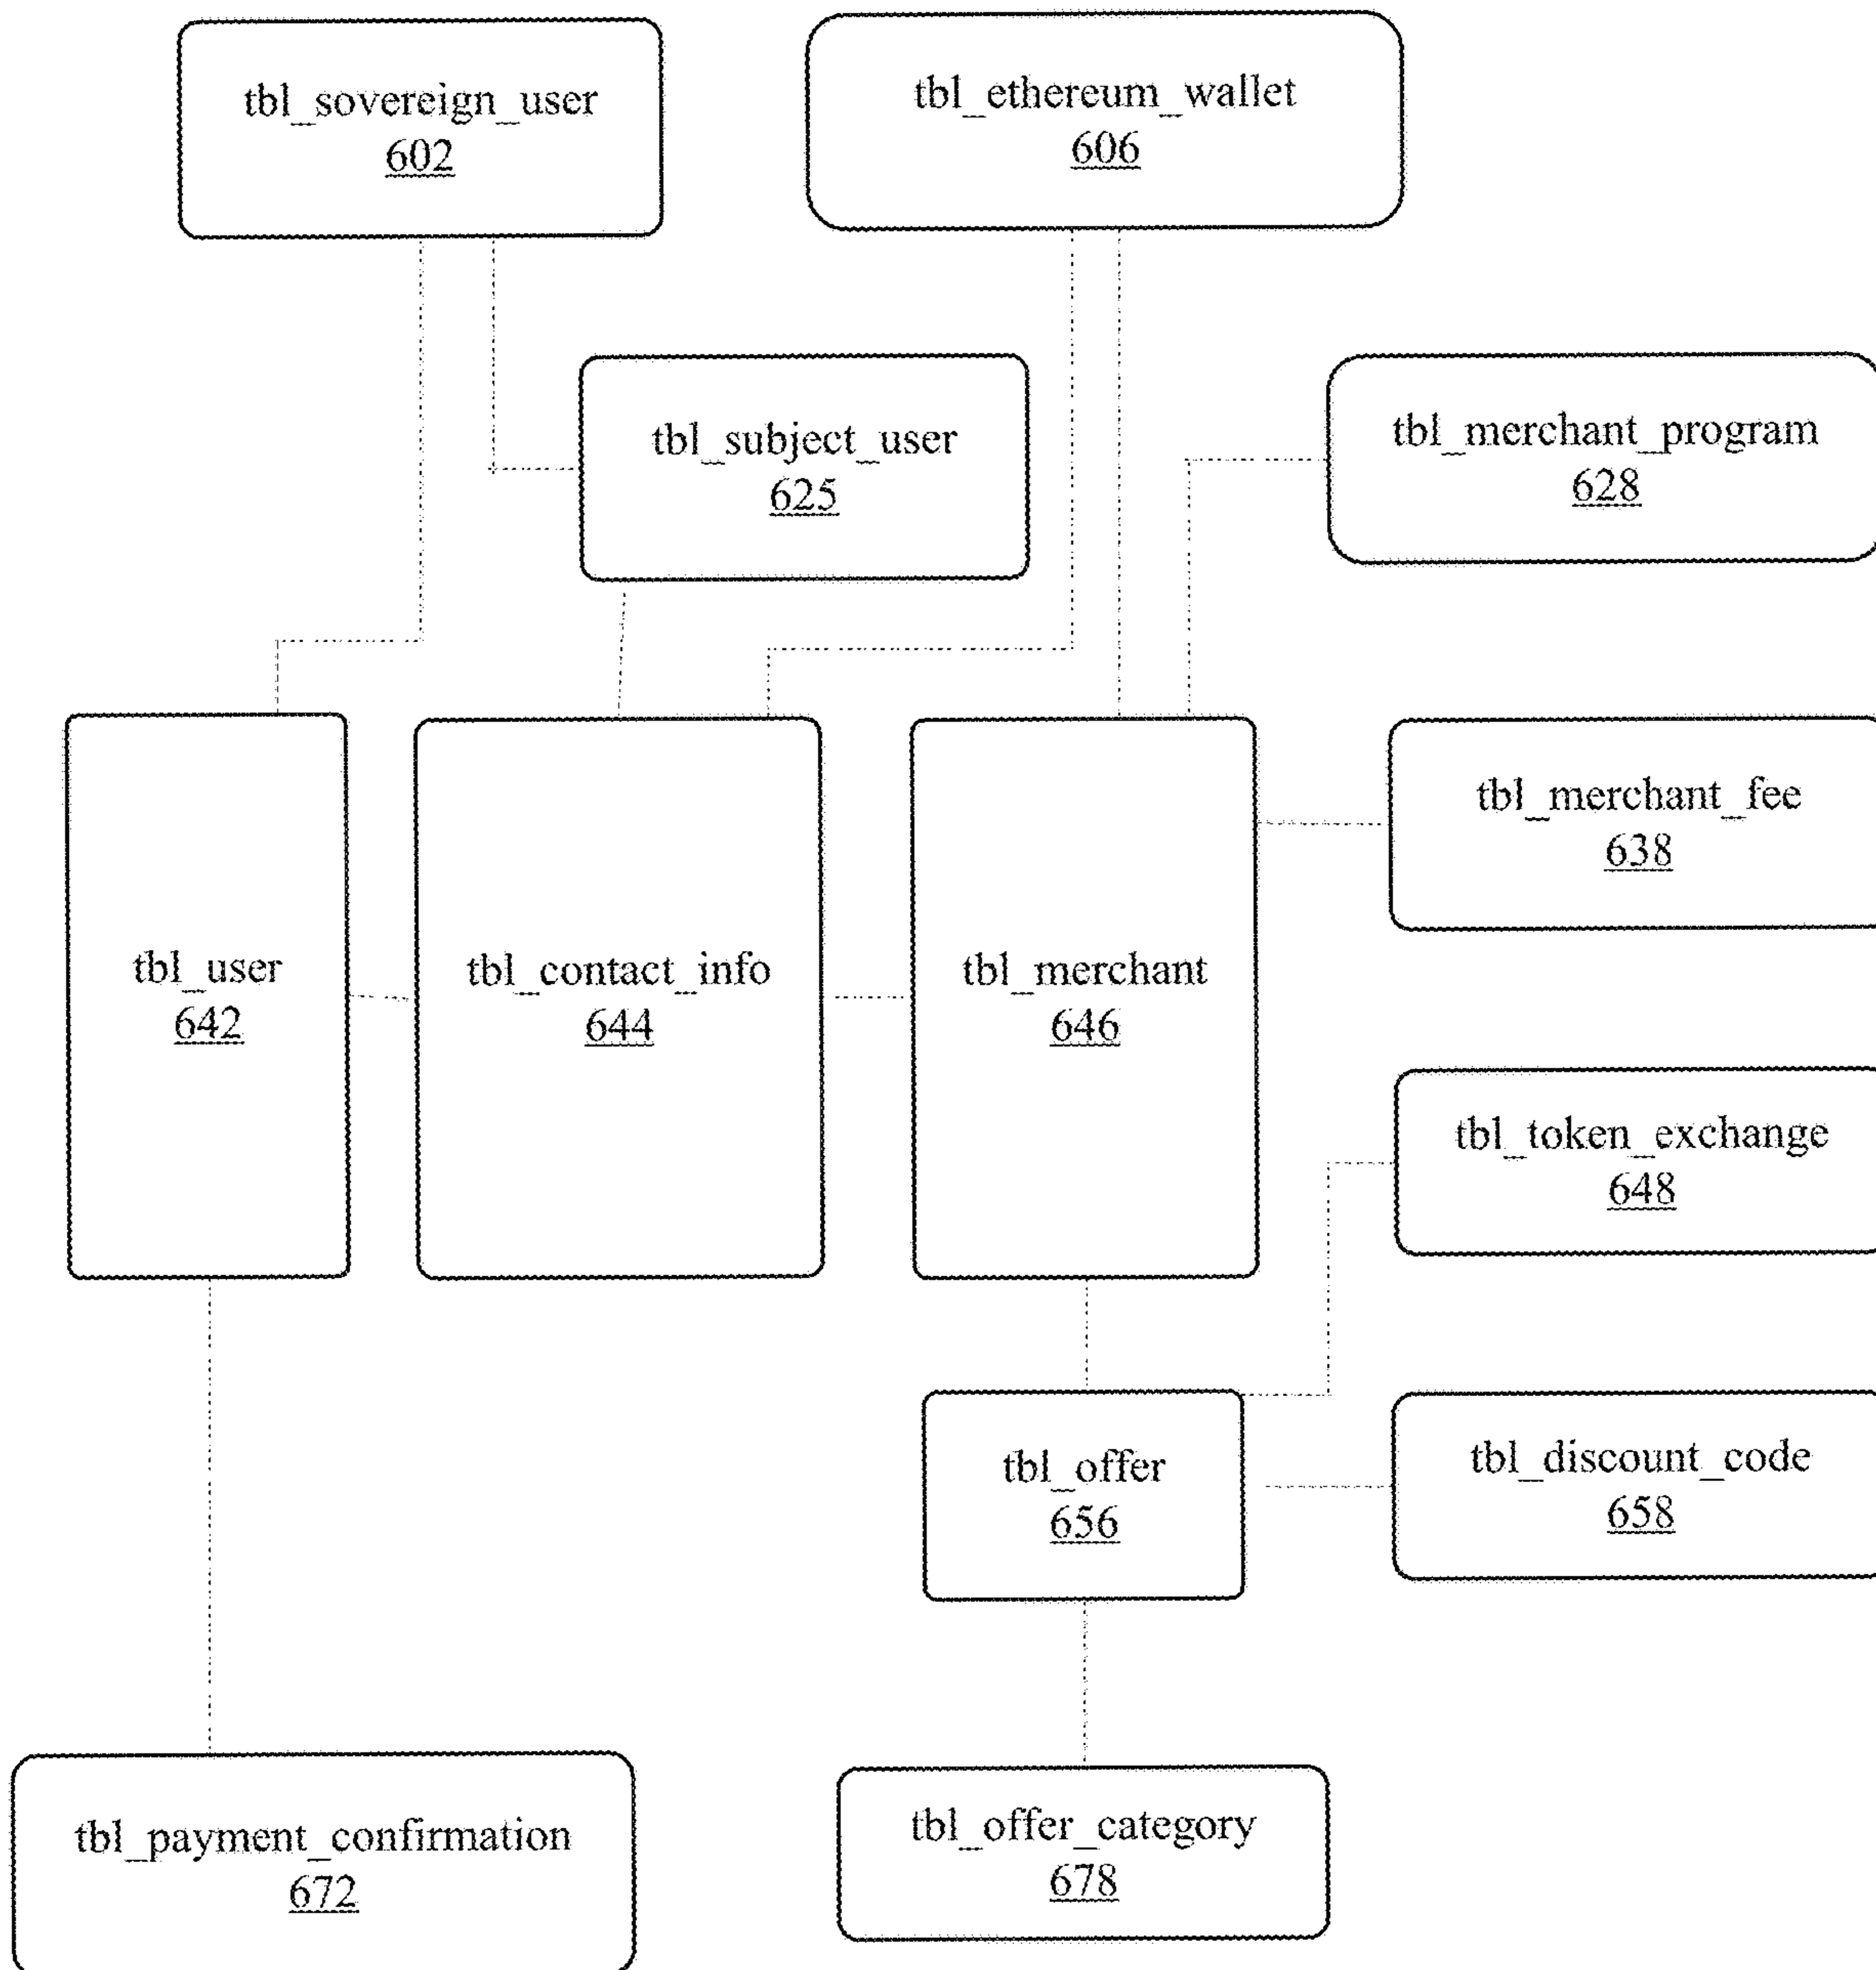 tbl_sovereign_user
602
tbl_ethereum_wallet
606
tbl_subject_user
625
tbl_merchant_program
628
tbl_merchant_fee
638
tbl_user
642
tbl_contact_info
644
tbl_merchant
646
tbl_token_exchange
648
tbl_offer
656
tbl_discount_code
658
tbl_payment_confirmation
672
tbl_offer_category
678